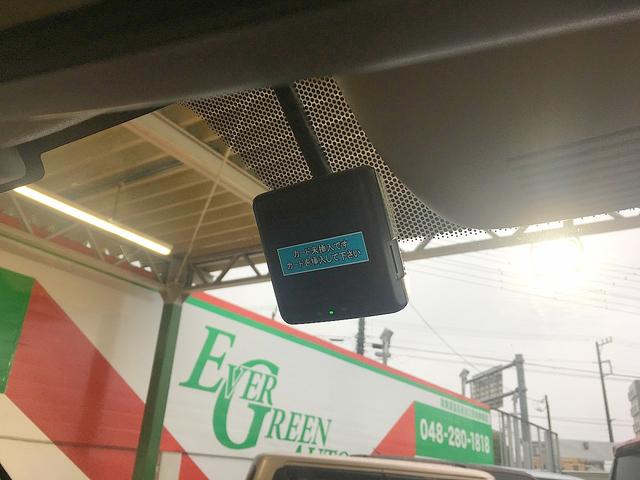 カード未挿入です
カードを挿入して下さい
EVER
GREEN
AUTO
048-280-1818